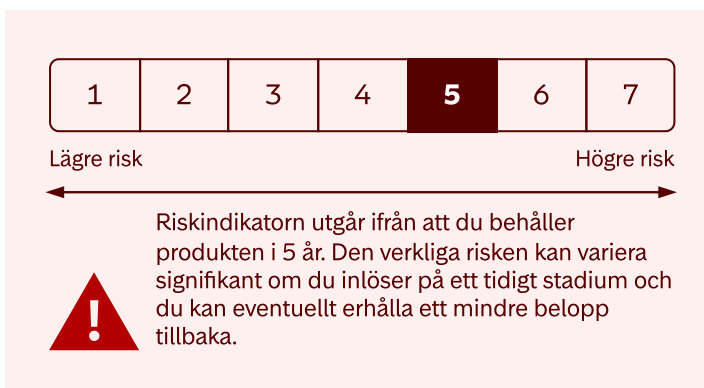 1 2 3 4 5 6 7
Lägre risk Högre risk
Riskindikatorn utgår ifrån att du behåller
produkten i 5 år. Den verkliga risken kan variera
signifikant om du inlöser på ett tidigt stadium och
du kan eventuellt erhålla ett mindre belopp
tillbaka.
!